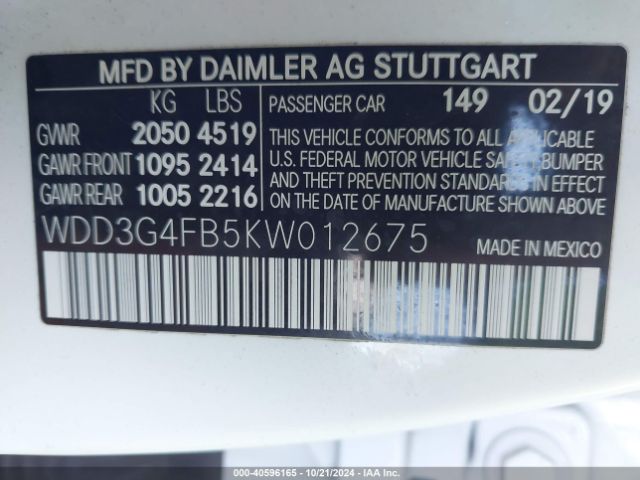 MFD BY DAIMLER AG STUTTGART
KG LBS
PASSENGER CAR 149 02/19
GVWR 2050 4519
GAWR FRONT 1095 2414
GAWR REAR 1005 2216
THIS VEHICLE CONFORMS TO ALL APPLICABLE
U.S. FEDERAL MOTOR VEHICLE SAFETY BUMPER
AND THEFT PREVENTION STANDARDS IN EFFECT
ON THE DATE OF MANUFACTURE SHOWN ABOVE
WDD3G4FB5KW012675
MADE IN MEXICO
000-40596165 - 10/21/2024 - IAA Inc.